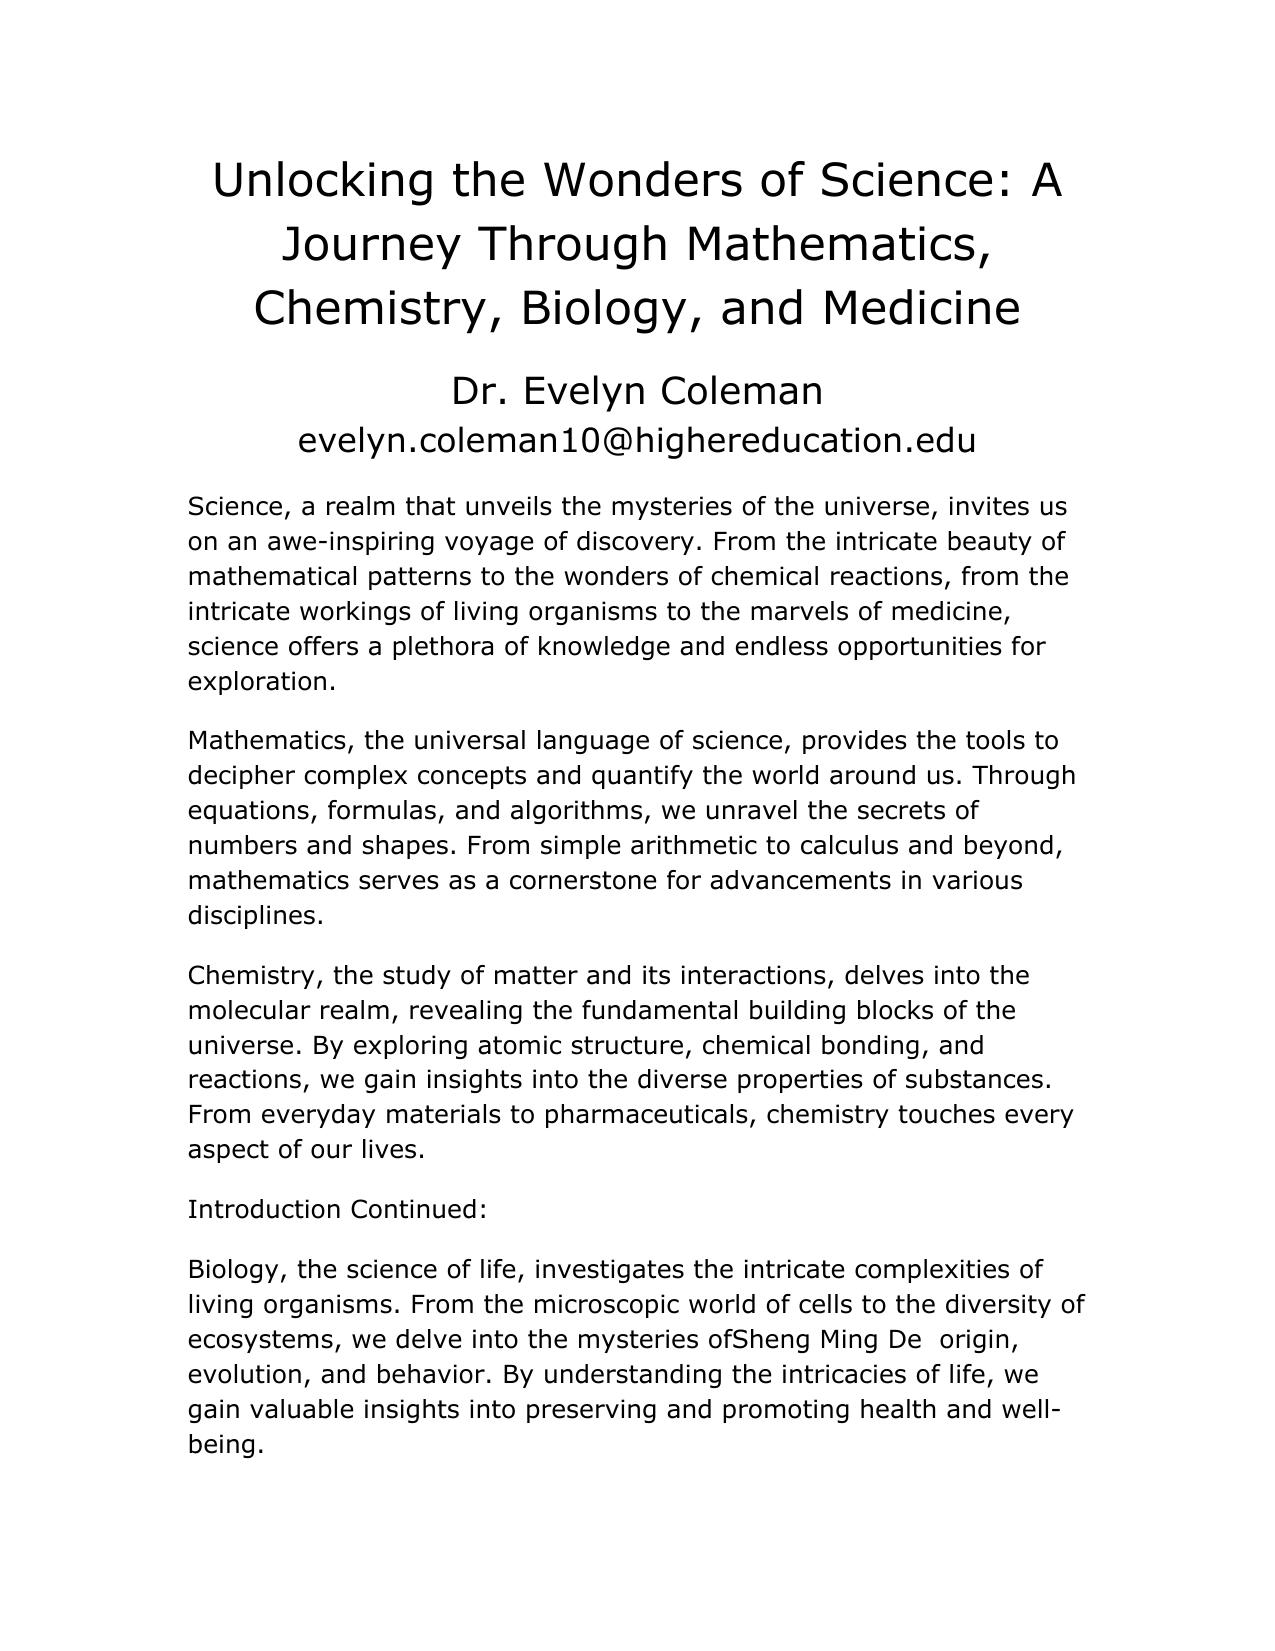 Unlocking the Wonders of Science: A
Journey Through Mathematics,
Chemistry, Biology, and Medicine
Dr. Evelyn Coleman
evelyn.coleman10@highereducation.edu
Science, a realm that unveils the mysteries of the universe, invites us
on an awe-inspiring voyage of discovery. From the intricate beauty of
mathematical patterns to the wonders of chemical reactions, from the
intricate workings of living organisms to the marvels of medicine,
science offers a plethora of knowledge and endless opportunities for
exploration.
Mathematics, the universal language of science, provides the tools to
decipher complex concepts and quantify the world around us. Through
equations, formulas, and algorithms, we unravel the secrets of
numbers and shapes. From simple arithmetic to calculus and beyond,
mathematics serves as a cornerstone for advancements in various
disciplines.
Chemistry, the study of matter and its interactions, delves into the
molecular realm, revealing the fundamental building blocks of the
universe. By exploring atomic structure, chemical bonding, and
reactions, we gain insights into the diverse properties of substances.
From everyday materials to pharmaceuticals, chemistry touches every
aspect of our lives.
Introduction Continued:
Biology, the science of life, investigates the intricate complexities of
living organisms. From the microscopic world of cells to the diversity of
ecosystems, we delve into the mysteries ofSheng Ming De  origin,
evolution, and behavior. By understanding the intricacies of life, we
gain valuable insights into preserving and promoting health and well-
being.